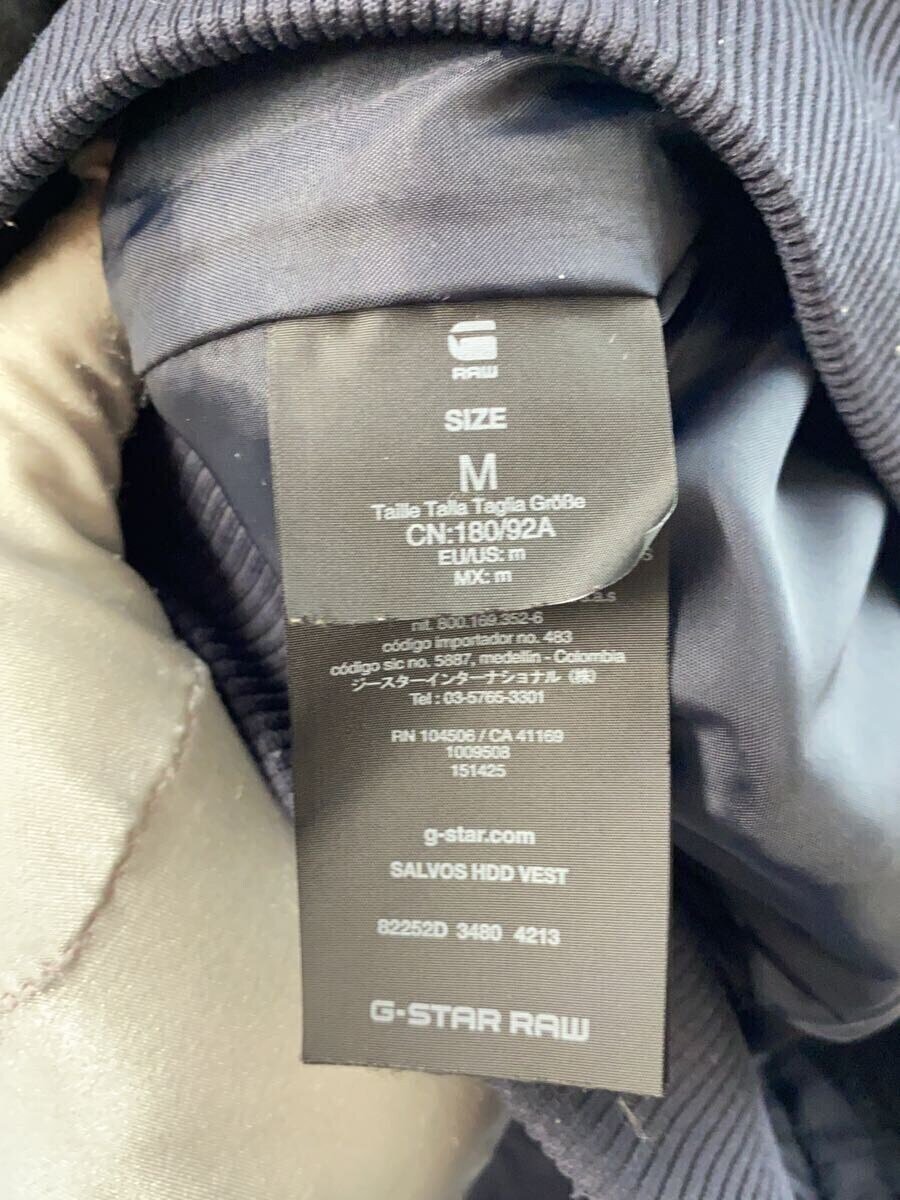 RAW
SIZE
M
Taille Talla Taglia Größe
CN:180/92A
EU/US: m
MX: m
s.a.s
nit. 800.169.352-6
código importador no. 483
código sic no. 5887, medellin - Colombia
ジースターインターナショナル (株)
Tel : 03-5765-3301
RN 104506 / CA 41169
1009508
151425
g-star.com
SALVOS HDD VEST
82252D 3480 4213
G-STAR RAW